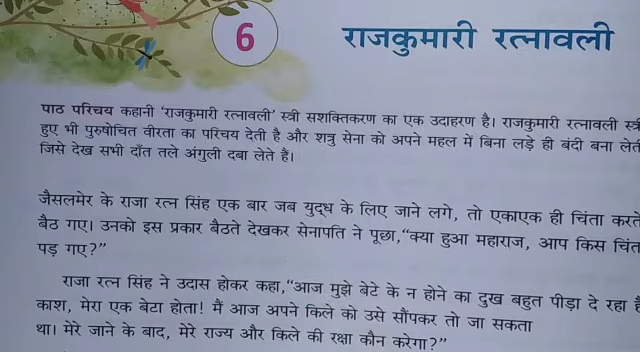 6
राजकुमारी रत्नावली
पाठ परिचय कहानी ‘राजकुमारी रत्नावली’ स्त्री सशक्तिकरण का एक उदाहरण है। राजकुमारी रत्नावली
हुए भी पुरुषोचित वीरता का परिचय देती है और शत्रु सेना को अपने महल में बिना लड़े ही बंदी बना
जिसे देख सभी दाँत तले अंगुली दबा लेते हैं।
जैसलमेर के राजा रत्न सिंह एक बार जब युद्ध के लिए जाने लगे, तो एकाएक ही चिंता करते
बैठ गए। उनको इस प्रकार बैठते देखकर सेनापति ने पूछा,“क्या हुआ महाराज, आप किस
पड़ गए?”
राजा रत्न सिंह ने उदास होकर कहा,“आज मुझे बेटे के न होने का दुख बहुत पीड़ा दे रहा
काश, मेरा एक बेटा होता! मैं आज अपने किले को उसे सौंपकर तो जा सकता
था। मेरे जाने के बाद, मेरे राज्य और किले की रक्षा कौन करेगा?”